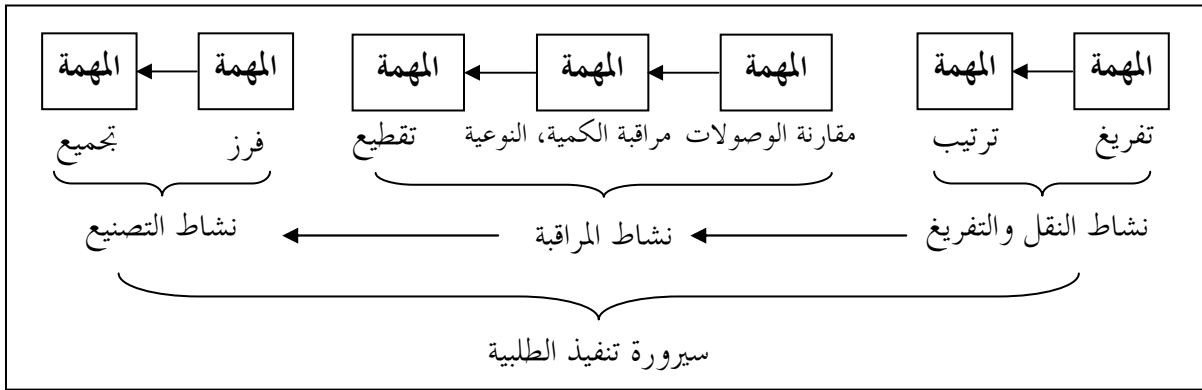 المهمة المهمة المهمة المهمة المهمة المهمة المهمة
تفريغ ترتيب مقارنة الوصولات مراقبة الكمية، النوعية تقطيع فرز تجميع
نشاط النقل والتفريغ نشاط المراقبة نشاط التصنيع
سيرورة تنفيذ الطلبية